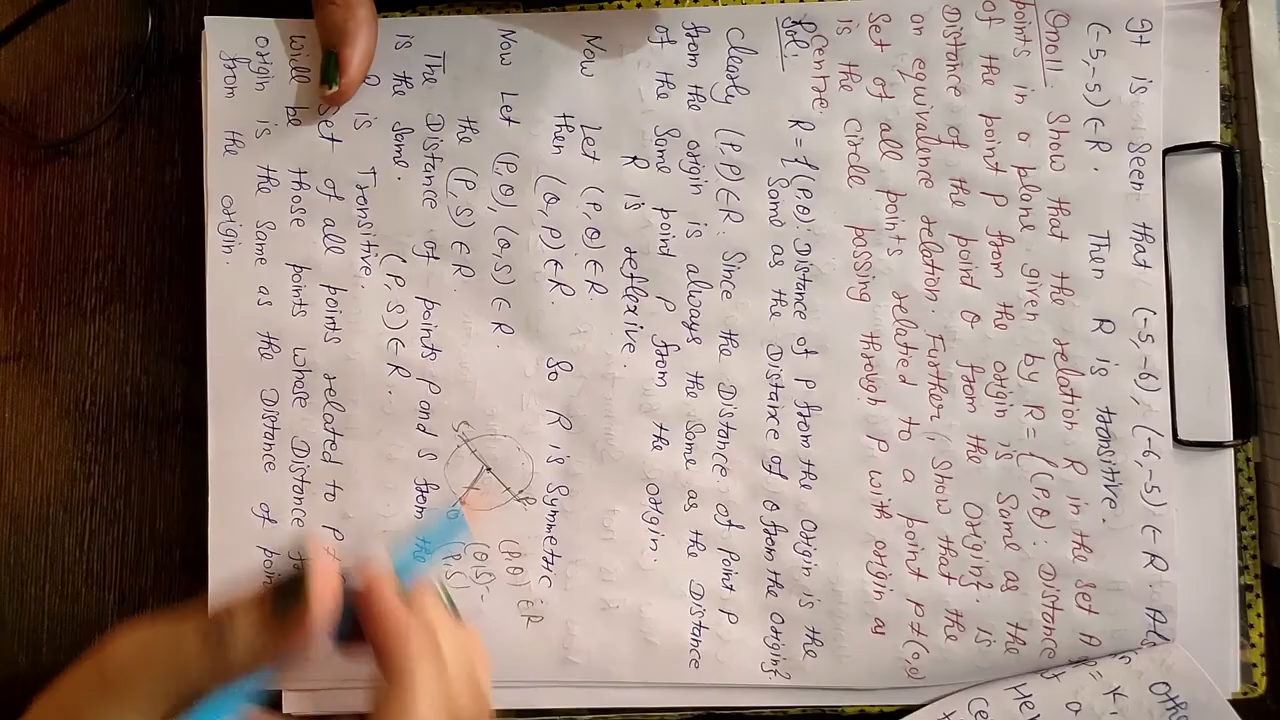 It is seen that (-5,-6), (-6,-5) ∈ R Als
(-5,-5) ∈ R. Then R is transitive.
Show that the relation R in the set A
points in a plane given by R = {(P,Q): Distance
of the point P from the origin is Same as the
Distance of the point Q from the Origin}. is
an equivalence relation. Further, Show that the
Set of all points related to a point P≠(0,0)
is the circle passing through P with origin as
centre.
Sol: R = {(P,Q): Distance of P from the Origin is the
Same as the Distance of Q from the Origin}
Clearly (P,P) ∈ R. Since the Distance of Point P
from the origin is always the Same as the Distance
of the Same point P from the origin.
R is reflexive.
Now Let (P,Q) ∈ R
then (Q,P) ∈ R. So R is Symmetric
Now Let (P,Q), (Q,S) ∈ R.
the (P,S) ∈ R.
The Distance of points P and S from the
is the Same. (P,S) ∈ R..
R is Transitive.
Set of all points related to P ≠
will be those points whose Distance
origin is the Same as the Distance of poin
from the origin.
S
Q
(P,Q) ∈ R
(Q,S)
(P,S)